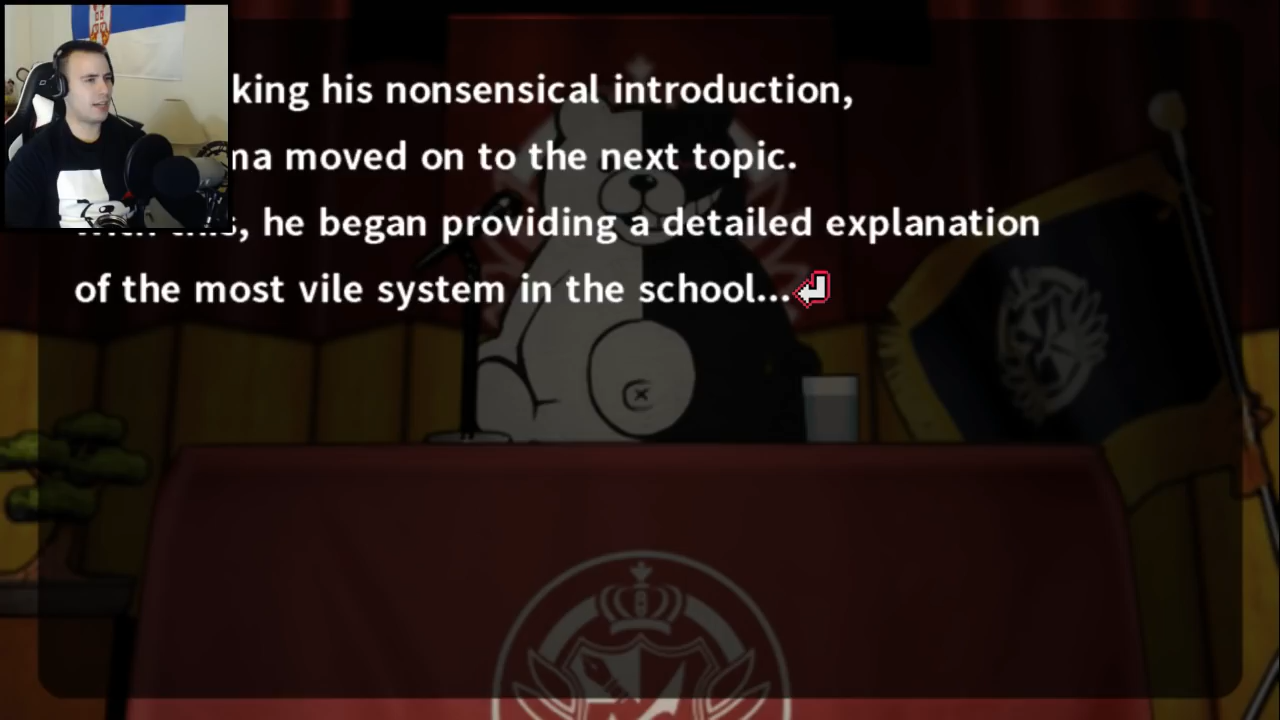 king his nonsensical introduction,
ma moved on to the next topic.
he began providing a detailed explanation
of the most vile system in the school...